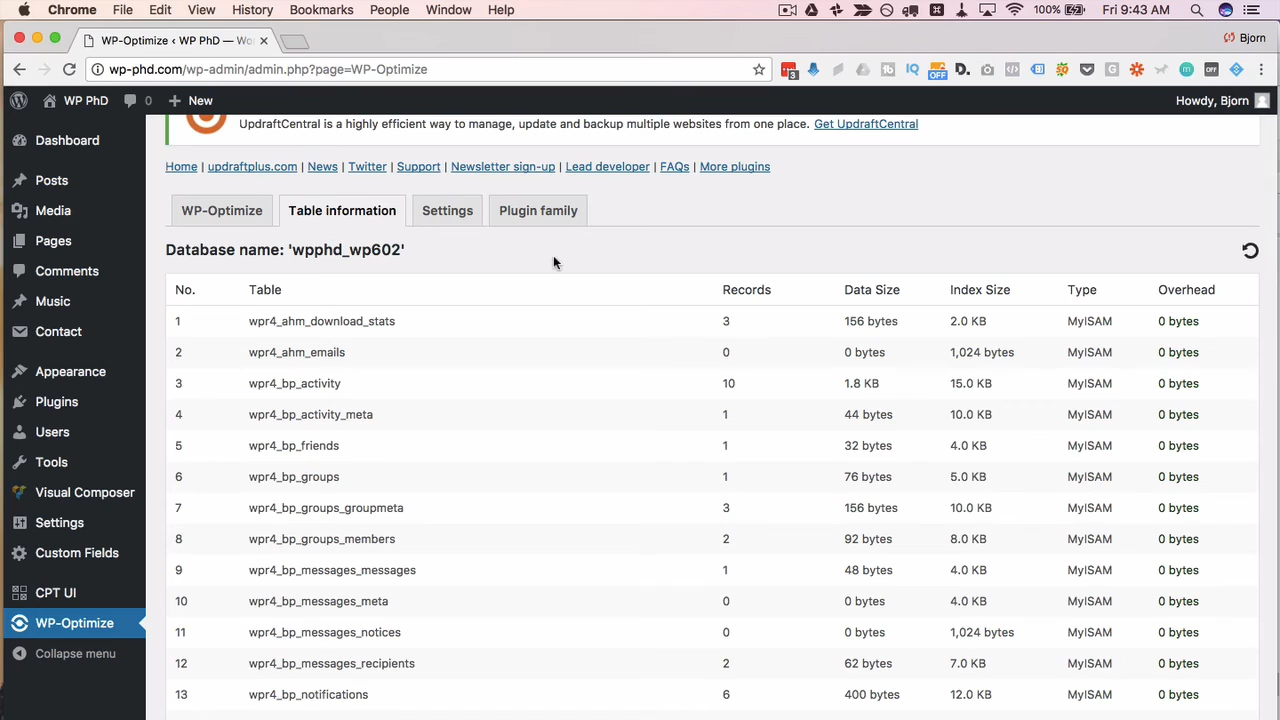 Chrome File Edit View History Bookmarks People Window Help 100% Fri 9:43 AM
WP-Optimize ‹ WP PhD — Wo Bjorn
wp-phd.com/wp-admin/admin.php?page=WP-Optimize
WP PhD 0 + New Howdy, Bjorn
UpdraftCentral is a highly efficient way to manage, update and backup multiple websites from one place. Get UpdraftCentral
Home | updraftplus.com | News | Twitter | Support | Newsletter sign-up | Lead developer | FAQs | More plugins
WP-Optimize Table information Settings Plugin family
Database name: 'wpphd_wp602'
No. Table Records Data Size Index Size Type Overhead
1 wpr4_ahm_download_stats 3 156 bytes 2.0 KB MyISAM 0 bytes
2 wpr4_ahm_emails 0 0 bytes 1,024 bytes MyISAM 0 bytes
3 wpr4_bp_activity 10 1.8 KB 15.0 KB MyISAM 0 bytes
4 wpr4_bp_activity_meta 1 44 bytes 10.0 KB MyISAM 0 bytes
5 wpr4_bp_friends 1 32 bytes 4.0 KB MyISAM 0 bytes
6 wpr4_bp_groups 1 76 bytes 5.0 KB MyISAM 0 bytes
7 wpr4_bp_groups_groupmeta 3 156 bytes 10.0 KB MyISAM 0 bytes
8 wpr4_bp_groups_members 2 92 bytes 8.0 KB MyISAM 0 bytes
9 wpr4_bp_messages_messages 1 48 bytes 4.0 KB MyISAM 0 bytes
10 wpr4_bp_messages_meta 0 0 bytes 4.0 KB MyISAM 0 bytes
11 wpr4_bp_messages_notices 0 0 bytes 1,024 bytes MyISAM 0 bytes
12 wpr4_bp_messages_recipients 2 62 bytes 7.0 KB MyISAM 0 bytes
13 wpr4_bp_notifications 6 400 bytes 12.0 KB MyISAM 0 bytes
Dashboard
Posts
Media
Pages
Comments
Music
Contact
Appearance
Plugins
Users
Tools
Visual Composer
Settings
Custom Fields
CPT UI
WP-Optimize
Collapse menu